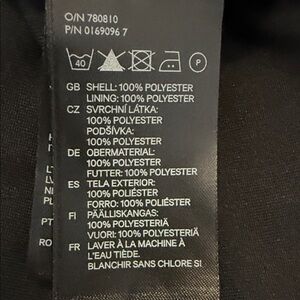 O/N 780810
P/N 0169096 7
40
P
GB SHELL: 100% POLYESTER
LINING: 100% POLYESTER
CZ SVRCHNÍ LÁTKA:
100% POLYESTER
PODŠÍVKA:
100% POLYESTER
DE OBERMATERIAL:
100% POLYESTER
FUTTER: 100% POLYESTER
ES TELA EXTERIOR:
100% POLIÉSTER
FORRO: 100% POLIÉSTER
FI PÄÄLLISKANGAS:
100% POLYESTERIÄ
VUORI: 100% POLYESTERIÄ
FR LAVER À LA MACHINE À
L'EAU TIÈDE.
BLANCHIR SANS CHLORE SI
PT
RO